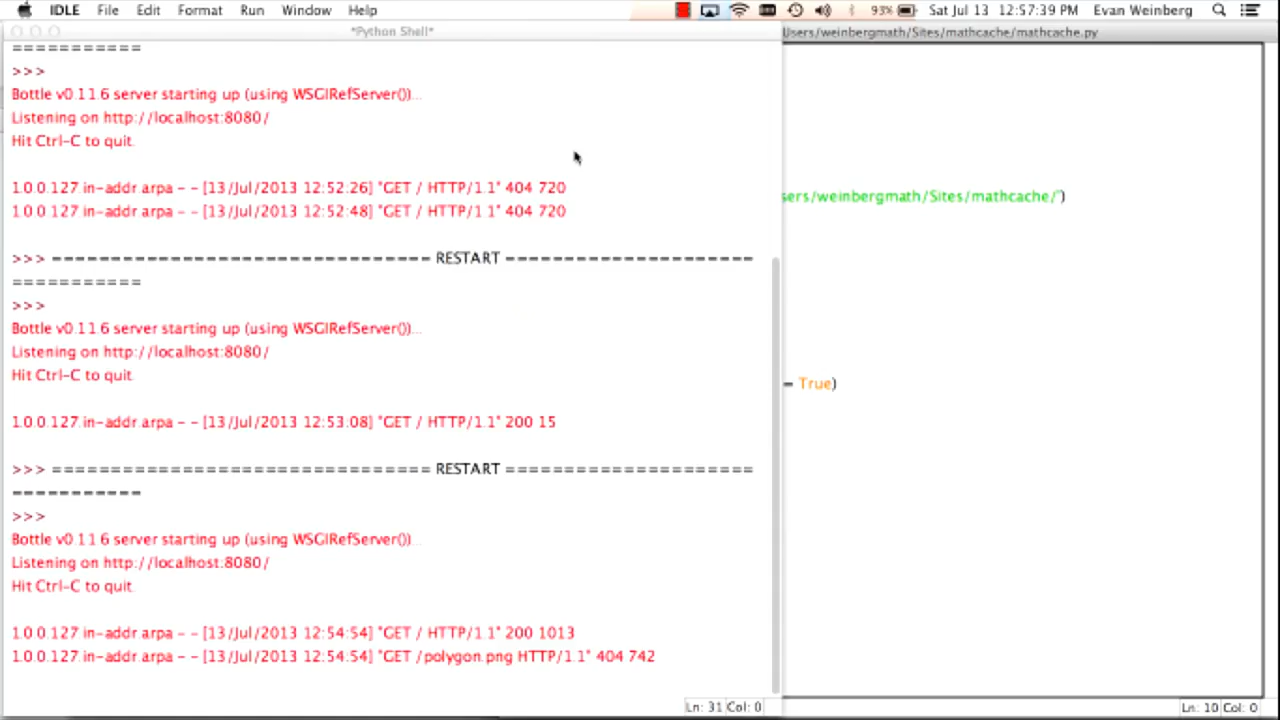 IDLE File Edit Format Run Window Help 93% Sat Jul 13 12:57:39 PM Evan Weinberg
*Python Shell*
Users/weinbergmath/Sites/mathcache/mathcache.py
===========
>>>
Bottle v0.11.6 server starting up (using WSGIRefServer())...
Listening on http://localhost:8080/
Hit Ctrl-C to quit.
1.0.0.127.in-addr.arpa - - [13/Jul/2013 12:52:26] "GET / HTTP/1.1" 404 720
1.0.0.127.in-addr.arpa - - [13/Jul/2013 12:52:48] "GET / HTTP/1.1" 404 720
>>> ================================ RESTART =====================
===========
>>>
Bottle v0.11.6 server starting up (using WSGIRefServer())...
Listening on http://localhost:8080/
Hit Ctrl-C to quit.
1.0.0.127.in-addr.arpa - - [13/Jul/2013 12:53:08] "GET / HTTP/1.1" 200 15
>>> ================================ RESTART =====================
===========
>>>
Bottle v0.11.6 server starting up (using WSGIRefServer())...
Listening on http://localhost:8080/
Hit Ctrl-C to quit.
1.0.0.127.in-addr.arpa - - [13/Jul/2013 12:54:54] "GET / HTTP/1.1" 200 1013
1.0.0.127.in-addr.arpa - - [13/Jul/2013 12:54:54] "GET /polygon.png HTTP/1.1" 404 742
Ln: 31 Col: 0
sers/weinbergmath/Sites/mathcache/")
= True)
Ln: 10 Col: 0